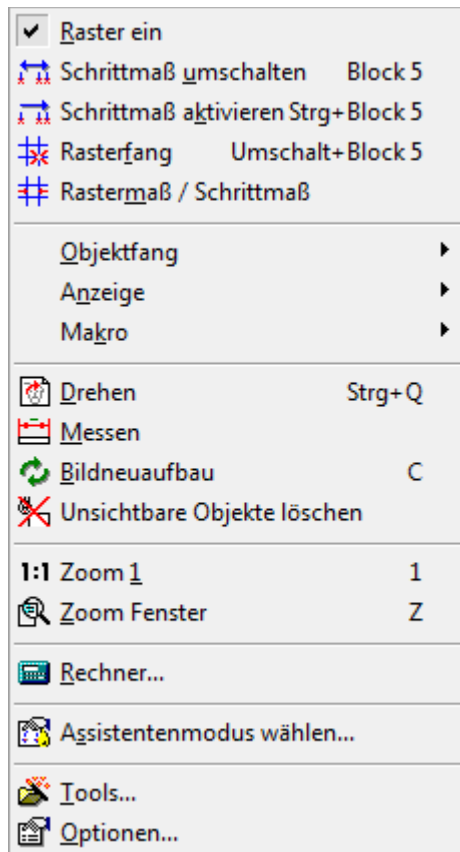 Raster ein
Schrittmaß umschalten Block 5
Schrittmaß aktivieren Strg+Block 5
Rasterfang Umschalt+Block 5
Rastermaß / Schrittmaß
Objektfang
Anzeige
Makro
Drehen Strg+Q
Messen
Bildneuaufbau C
Unsichtbare Objekte löschen
1:1 Zoom 1 1
Zoom Fenster Z
Rechner...
Assistentenmodus wählen...
Tools...
Optionen...